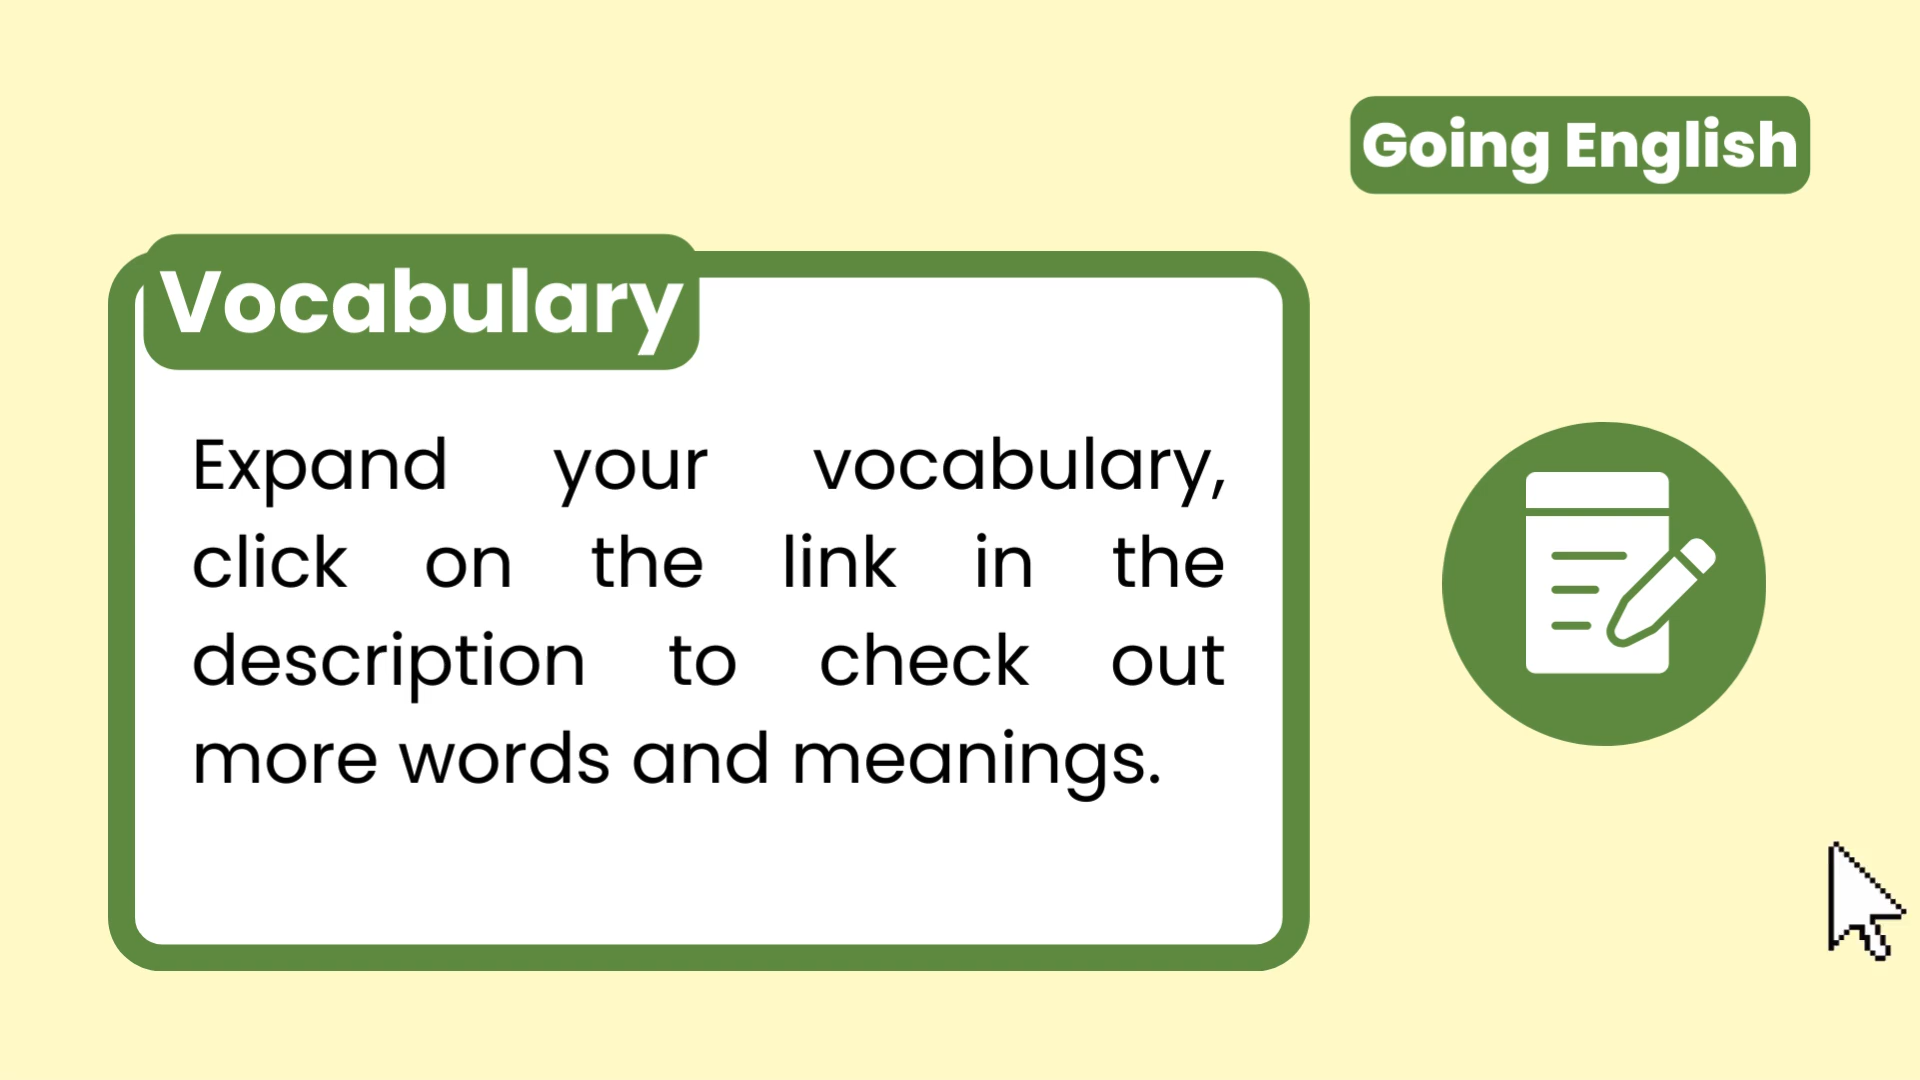 Going English
Vocabulary
Expand your vocabulary,
click on the link in the
description to check out
more words and meanings.